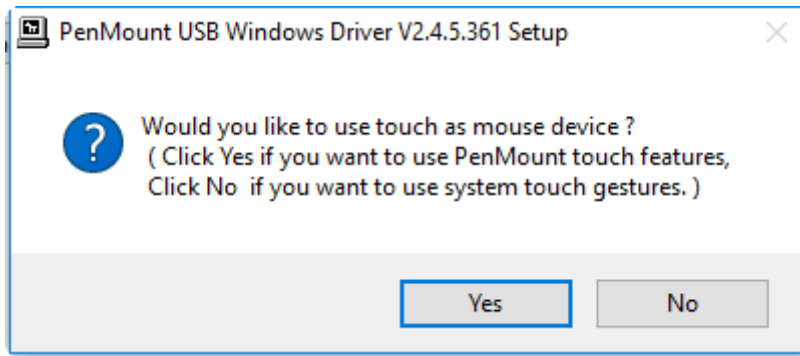 PenMount USB Windows Driver V2.4.5.361 Setup
Would you like to use touch as mouse device ?
( Click Yes if you want to use PenMount touch features,
Click No  if you want to use system touch gestures. )
Yes
No